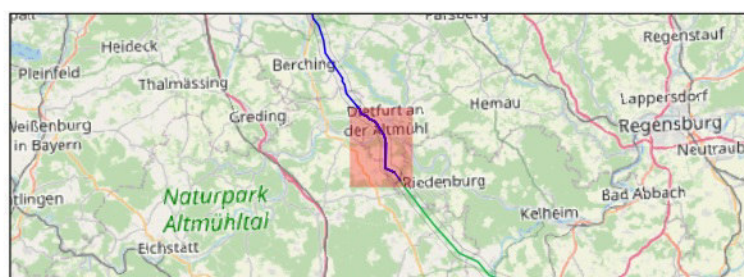 Parsberg
Regenstauf
Heideck
Berching
Pleinfeld
Thalmässing
Lappersdorf
Dietfurt an
der Altmühl
Hemau
Greding
Regensburg
Weißenburg
in Bayern
Neutraub
Riedenburg
Bad Abbach
Naturpark
Altmühltal
Kelheim
Eichstätt